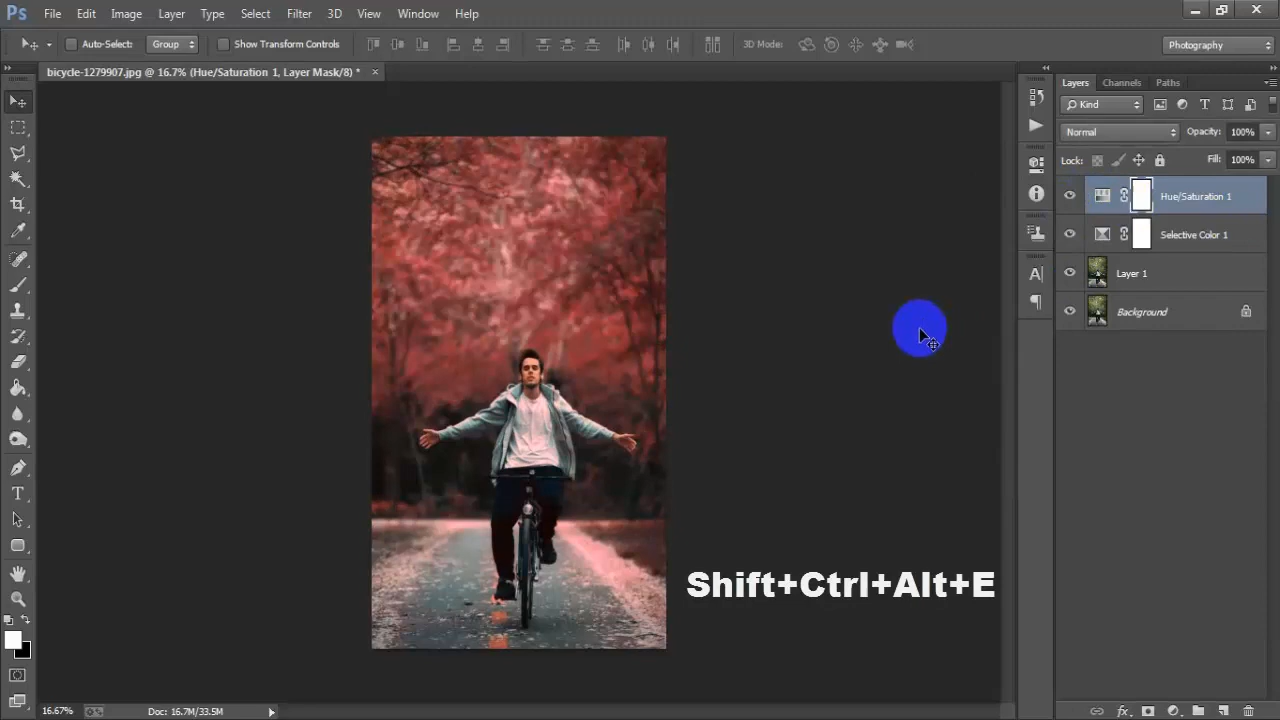 Ps File Edit Image Layer Type Select Filter 3D View Window Help
Auto-Select: Group Show Transform Controls 3D Mode: Photography
bicycle-1279907.jpg @ 16.7% (Hue/Saturation 1, Layer Mask/8) * ×
Layers Channels Paths
Kind
Normal Opacity: 100%
Lock: Fill: 100%
Hue/Saturation 1
Selective Color 1
Layer 1
Background
Shift+Ctrl+Alt+E
16.67% Doc: 16.7M/33.5M